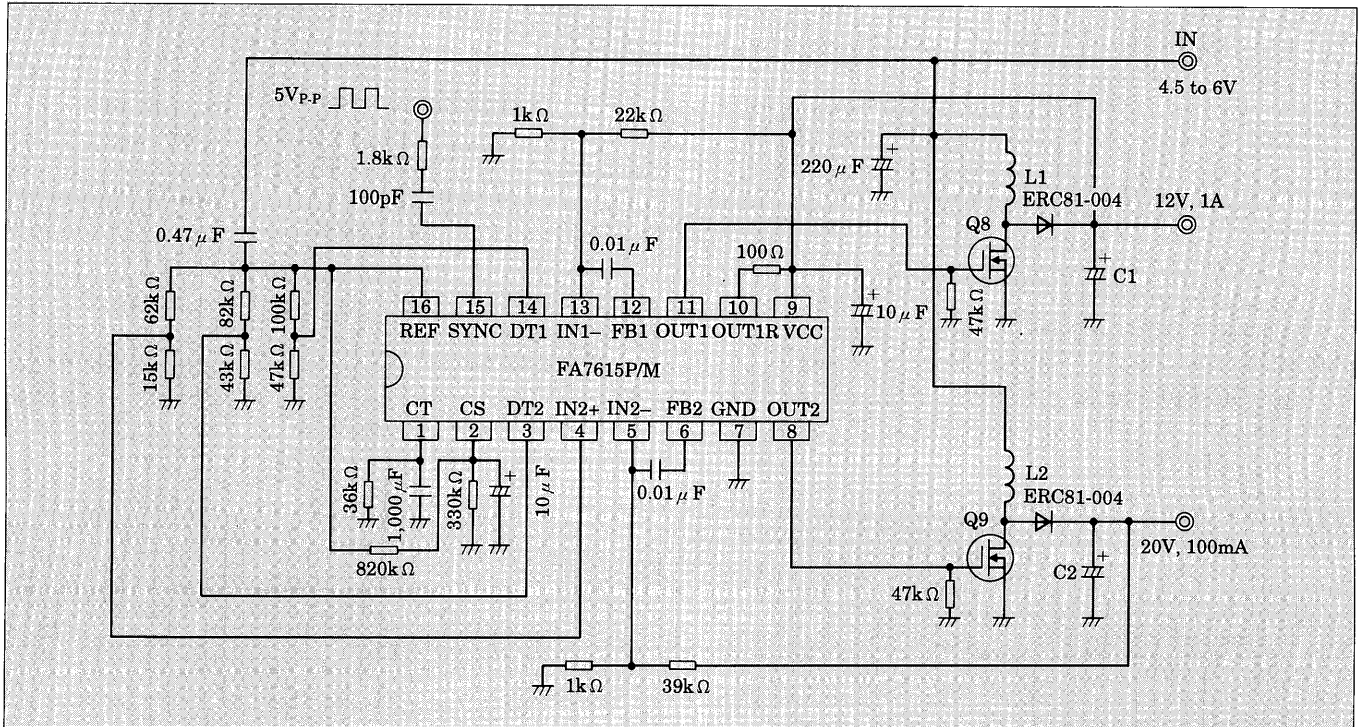 IN
4.5 to 6V
5VP-P
1kΩ
22kΩ
1.8kΩ
100pF
220μF
L1
ERC81-004
12V, 1A
Q8
C1
0.47μF
0.01μF
100Ω
10μF
47kΩ
62kΩ
82kΩ
100kΩ
15kΩ
43kΩ
47kΩ
16 15 14 13 12 11 10 9
REF SYNC DT1 IN1– FB1 OUT1 OUT1R VCC
FA7615P/M
CT CS DT2 IN2+ IN2– FB2 GND OUT2
1 2 3 4 5 6 7 8
36kΩ
1,000μF
330kΩ
10μF
0.01μF
820kΩ
L2
ERC81-004
Q9
20V, 100mA
C2
47kΩ
1kΩ
39kΩ